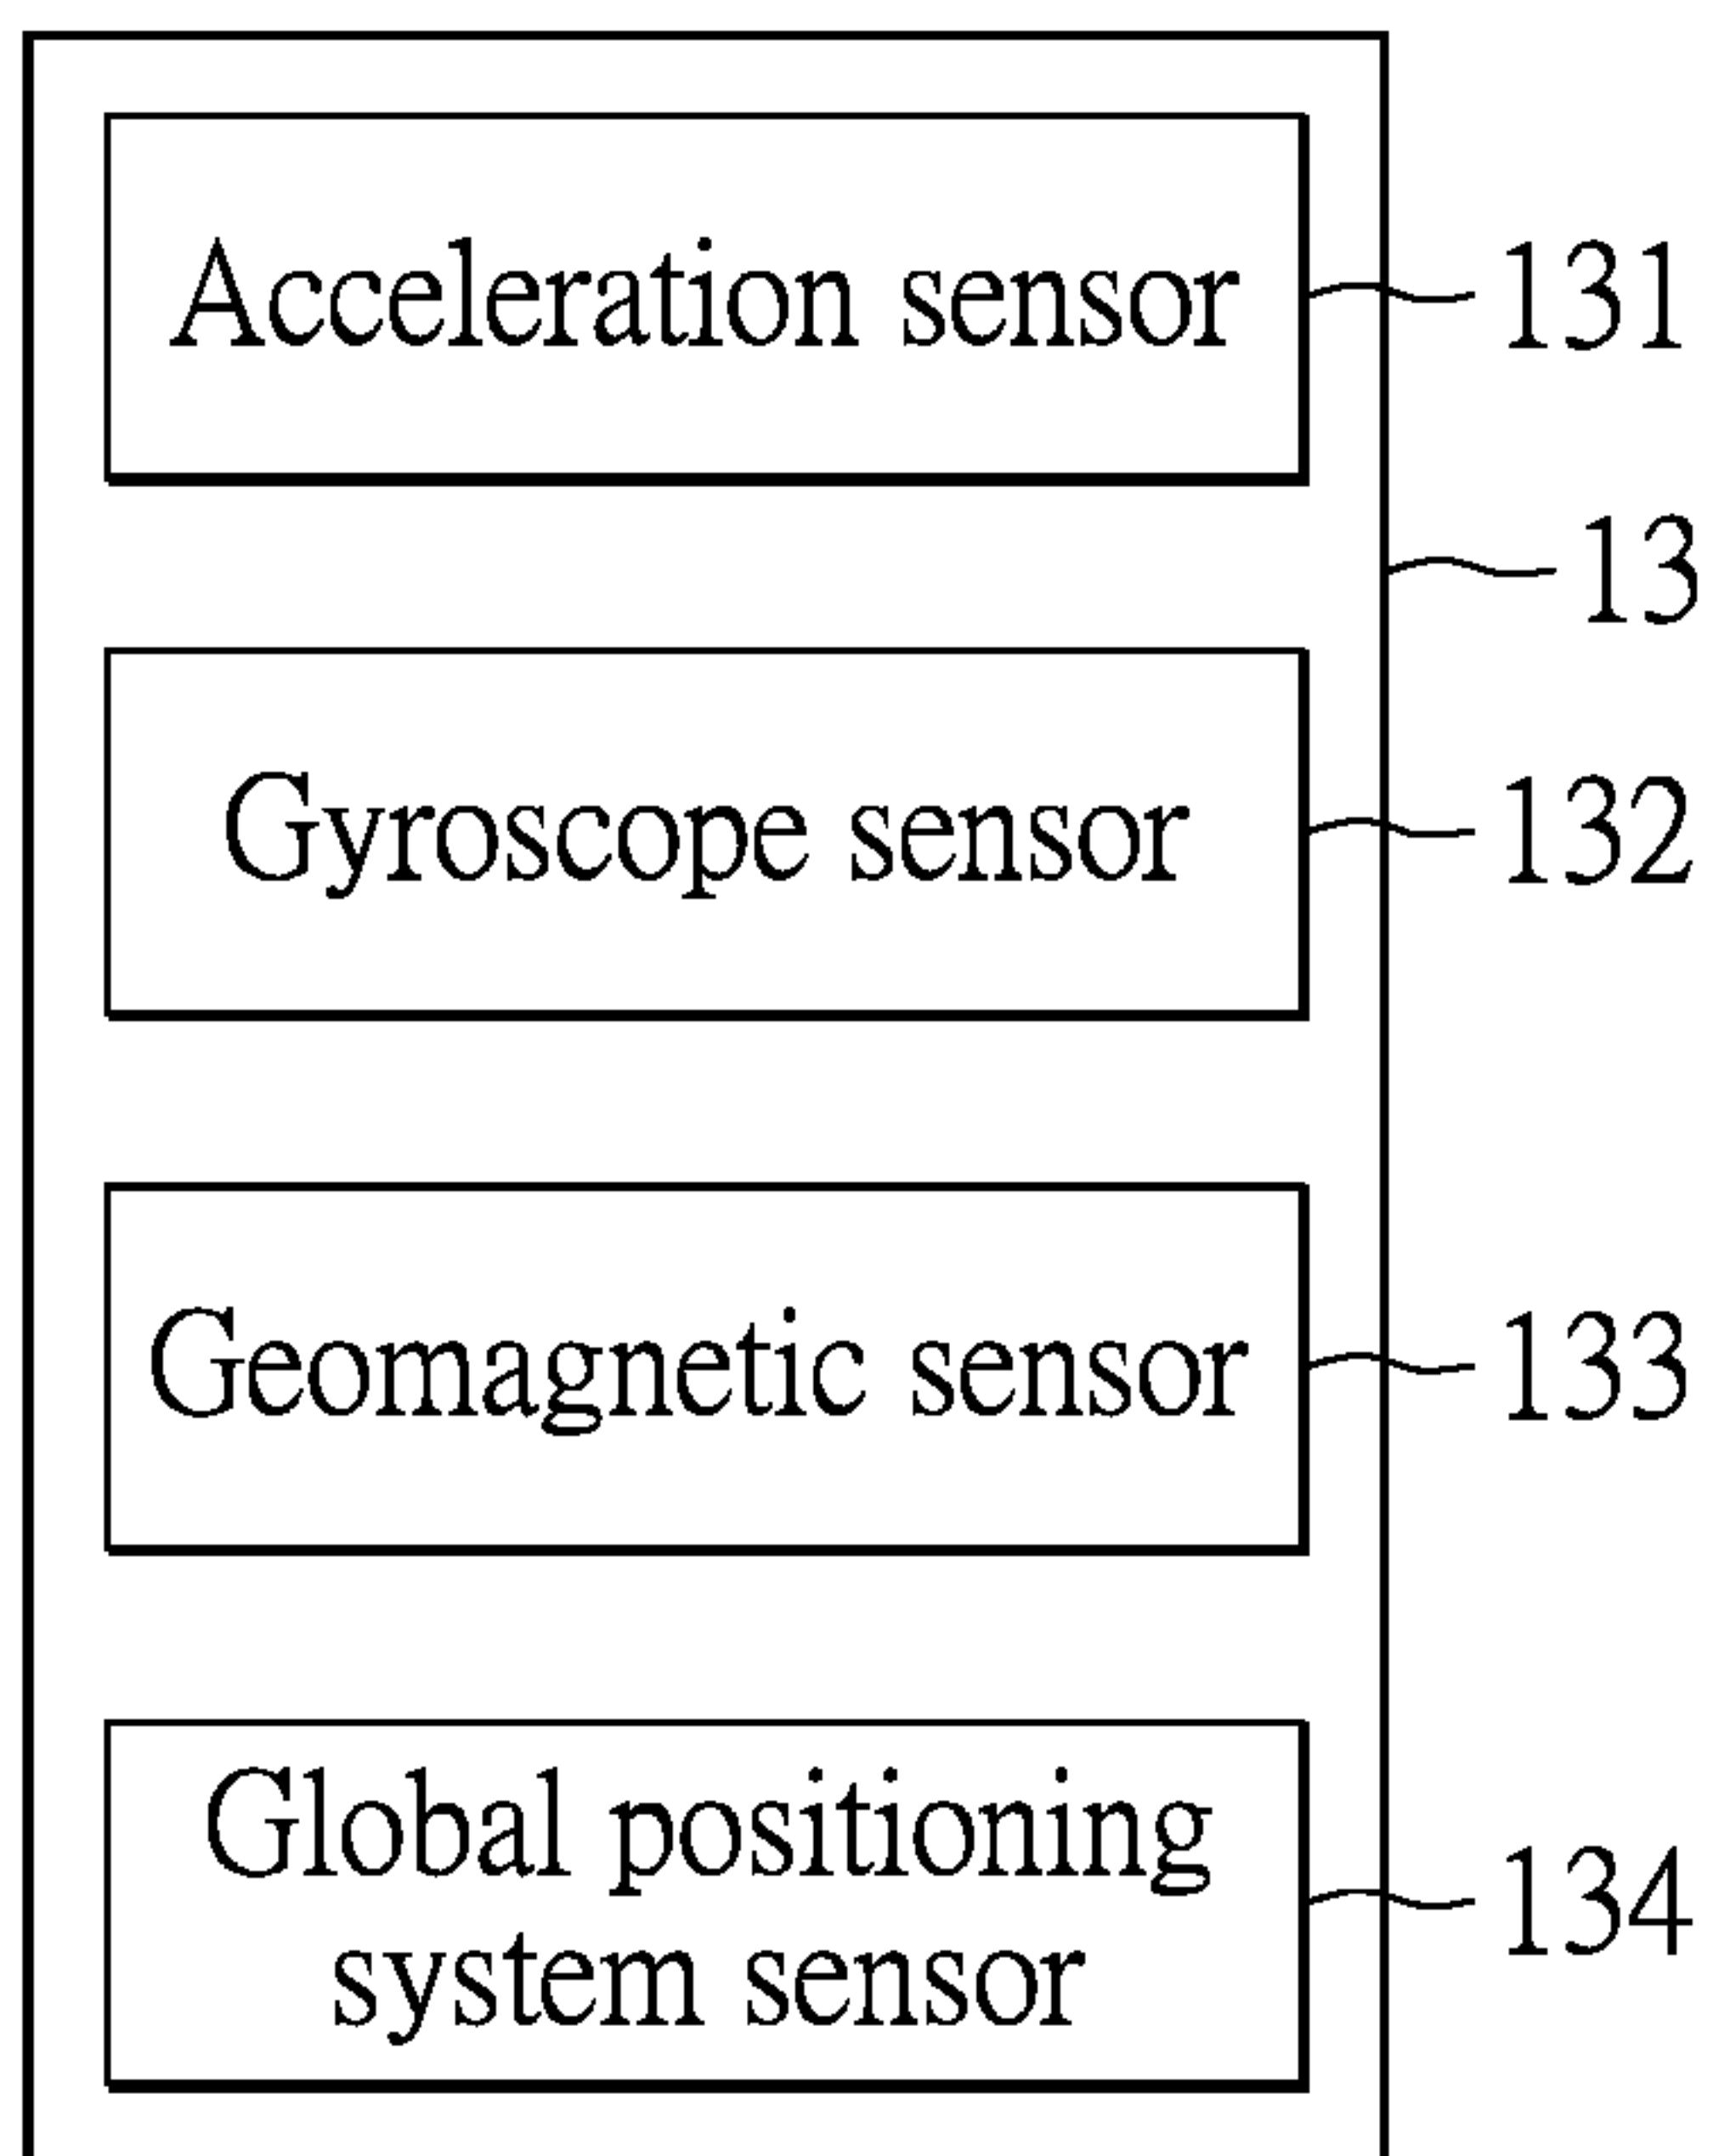 Acceleration sensor
131
13
Gyroscope sensor
132
Geomagnetic sensor
133
Global positioning
system sensor
134